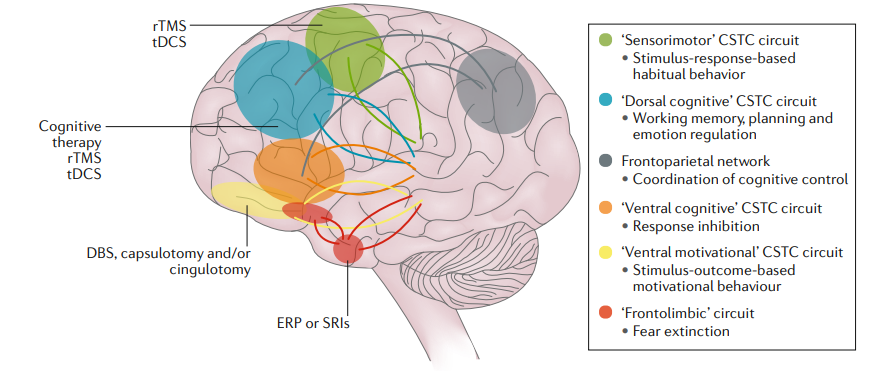 rTMS
tDCS
Cognitive
therapy
rTMS
tDCS
DBS, capsulotomy and/or
cingulotomy
ERP or SRIs
‘Sensorimotor’ CSTC circuit
• Stimulus-response-based
habitual behavior
‘Dorsal cognitive’ CSTC circuit
• Working memory, planning and
emotion regulation
Frontoparietal network
• Coordination of cognitive control
‘Ventral cognitive’ CSTC circuit
• Response inhibition
‘Ventral motivational’ CSTC circuit
• Stimulus-outcome-based
motivational behaviour
‘Frontolimbic’ circuit
• Fear extinction